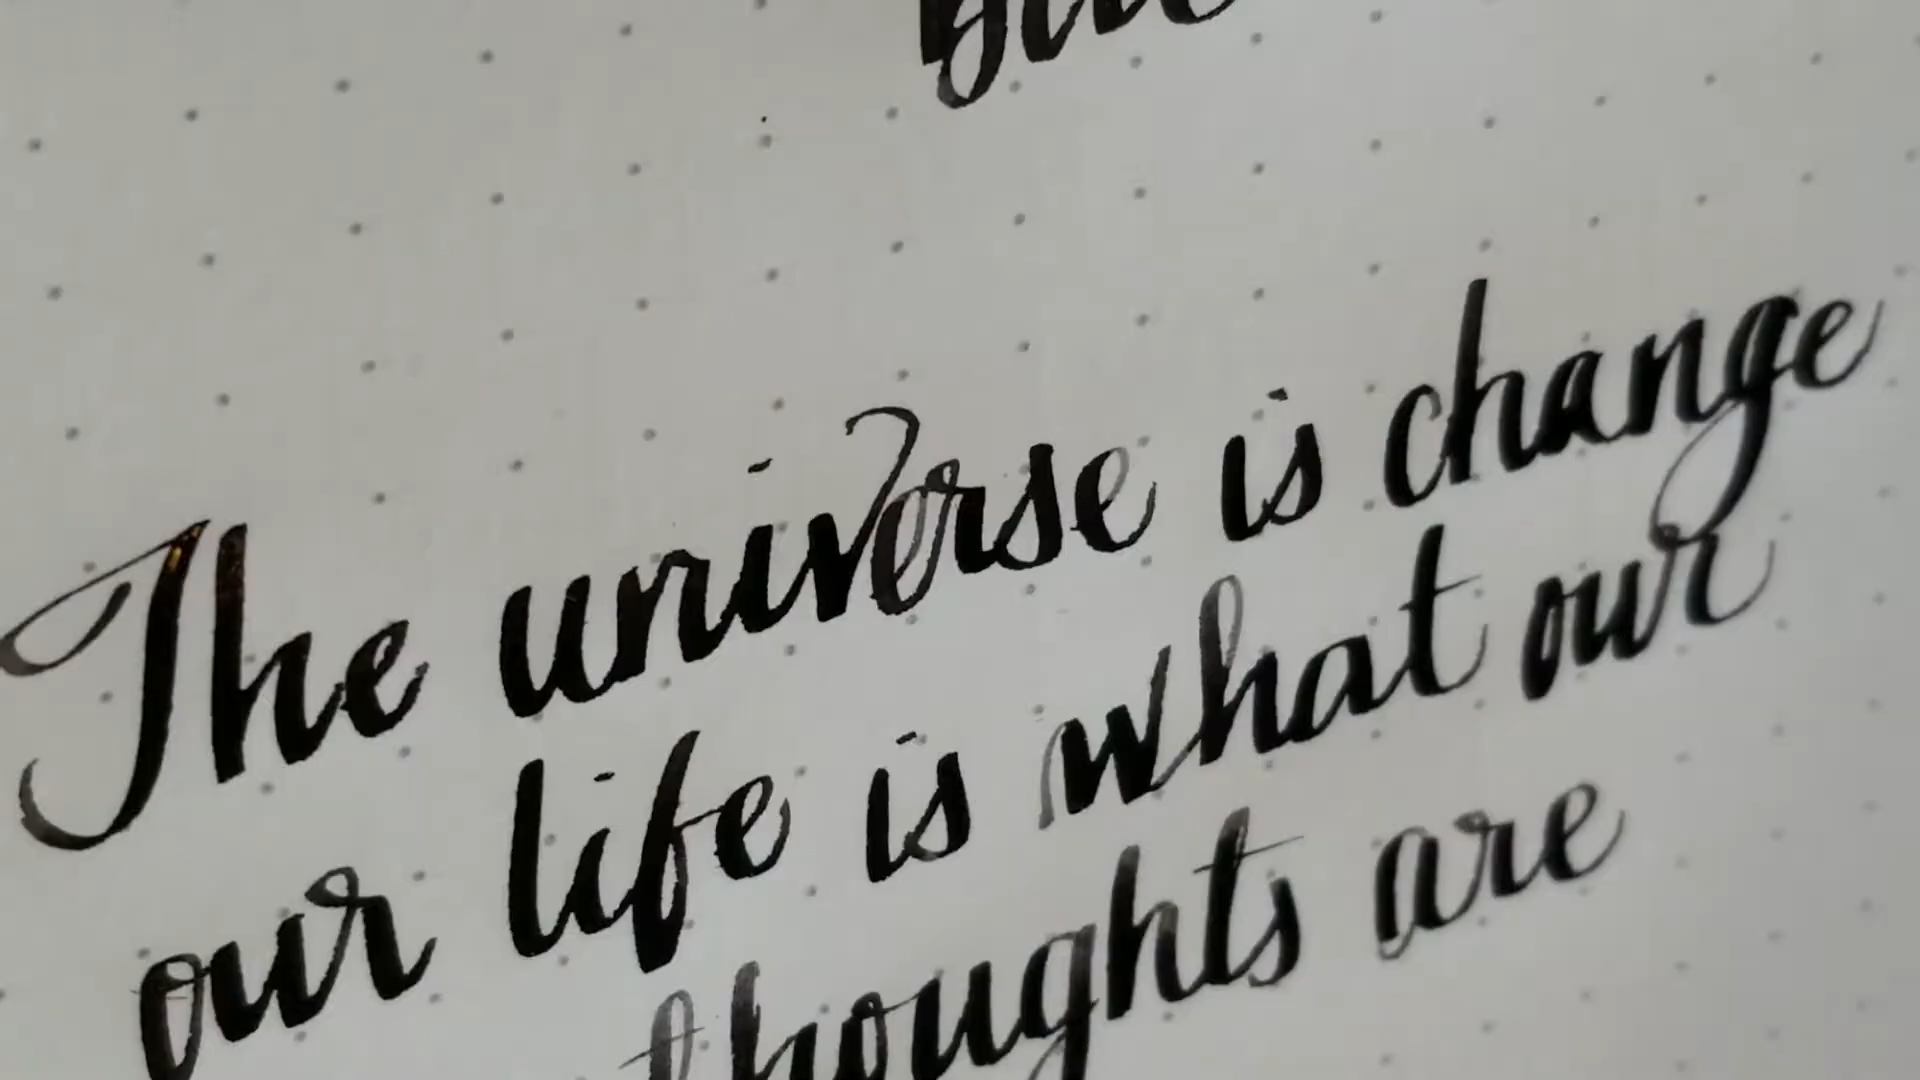 The universe is change
our life is what our
thoughts are